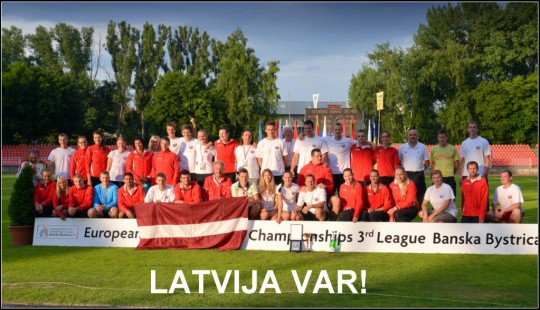 European Championships 3rd League Banska Bystrica
LATVIJA VAR!